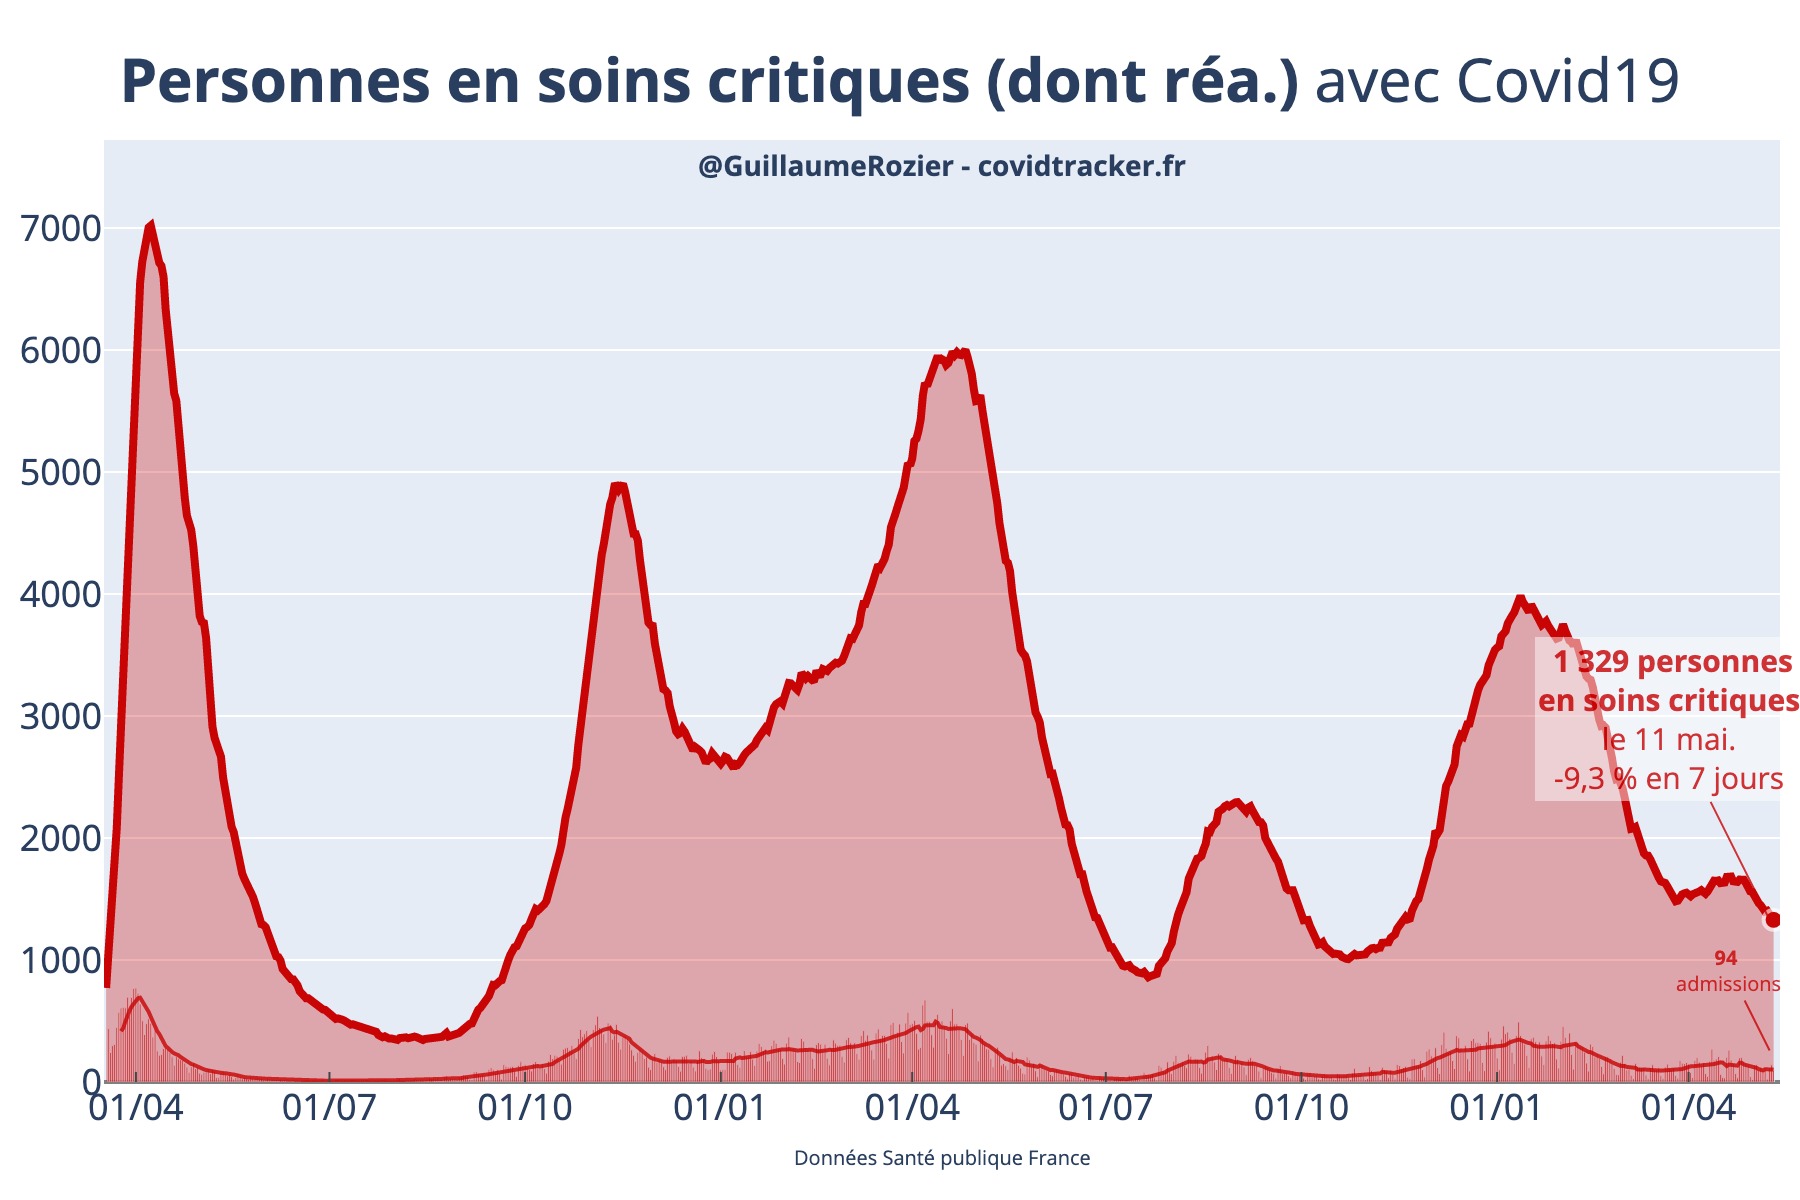 Personnes en soins critiques (dont réa.) avec Covid19
@GuillaumeRozier - covidtracker.fr
7000
6000
5000
4000
3000
2000
1000
0
1 329 personnes
en soins critiques
le 11 mai.
-9,3 % en 7 jours
94
admissions
01/04 01/07 01/10 01/01 01/04 01/07 01/10 01/01 01/04
Données Santé publique France